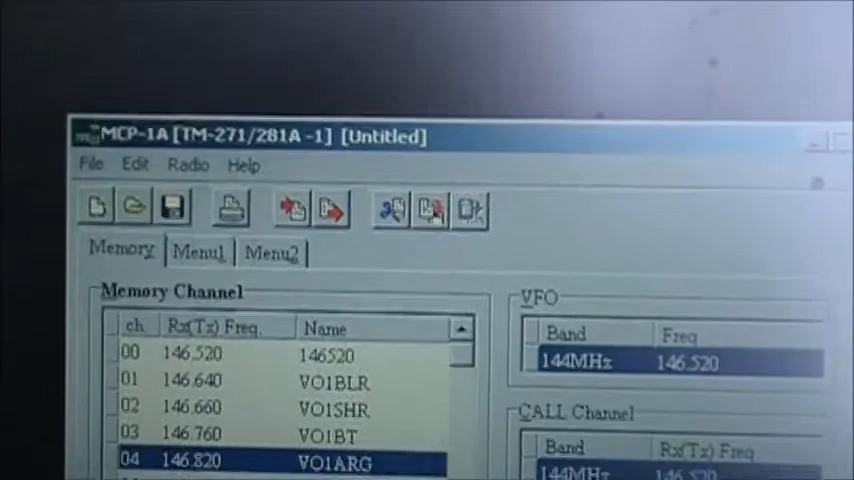 MCP-1A [TM-271/281A -1] [Untitled]
File Edit Radio Help
Memory Menu1 Menu2
Memory Channel
ch Rx(Tx) Freq. Name
00 146.520 146520
01 146.640 VO1BLR
02 146.660 VO1SHR
03 146.760 VO1BT
04 146.820 VO1ARG
VFO
Band Freq
144MHz 146.520
CALL Channel
Band Rx(Tx) Freq
144MHz 146.520